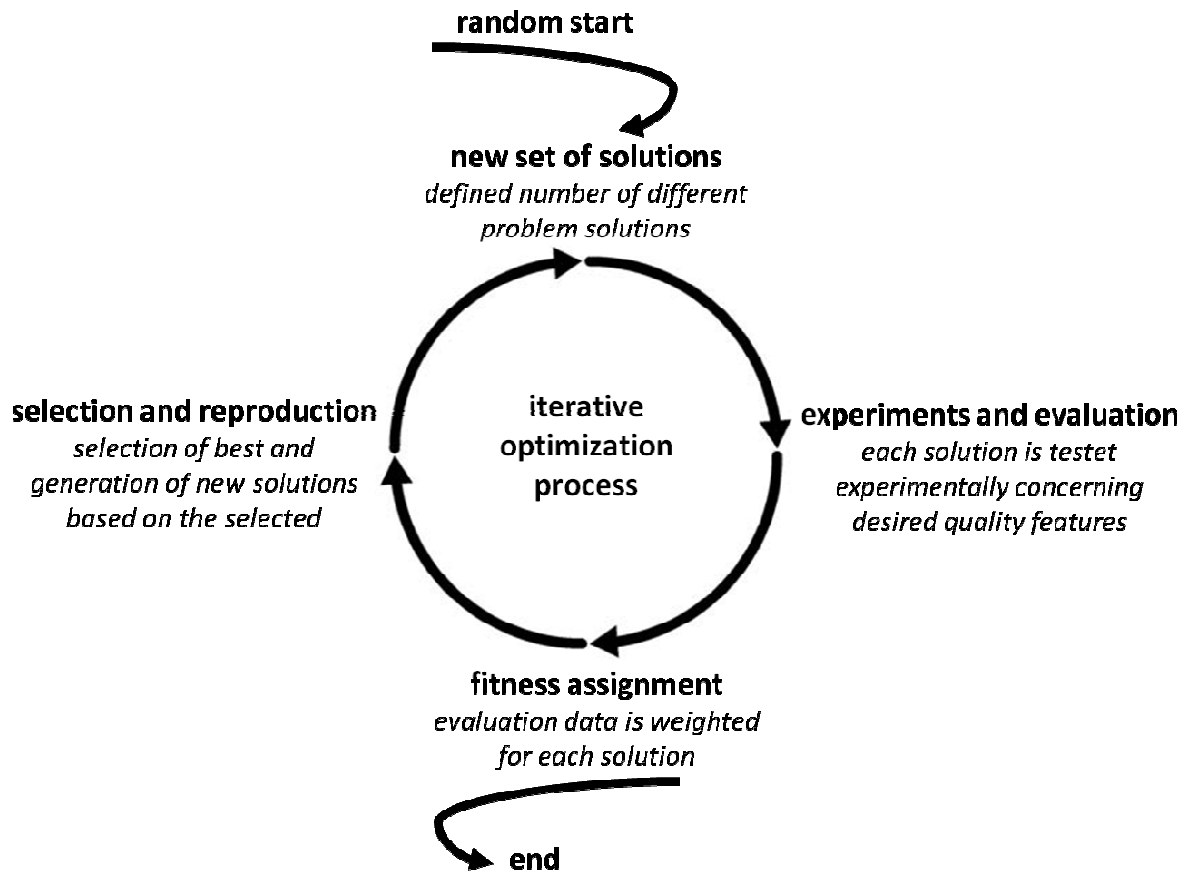 random start
new set of solutions
defined number of different
problem solutions
iterative
optimization
process
experiments and evaluation
each solution is testet
experimentally concerning
desired quality features
fitness assignment
evaluation data is weighted
for each solution
end
selection and reproduction
selection of best and
generation of new solutions
based on the selected